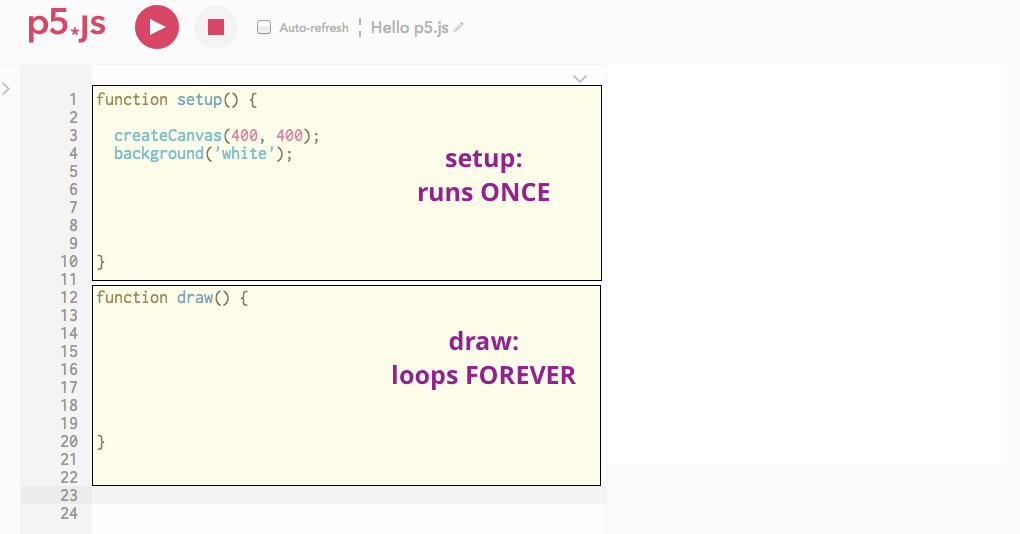 p5.js
Auto-refresh
Hello p5.js
1 function setup() {
2
3 createCanvas(400, 400);
4 background('white');
5
6
7
8
9
10 }
11
12 function draw() {
13
14
15
16
17
18
19
20 }
21
22
23
24
setup:
runs ONCE
draw:
loops FOREVER